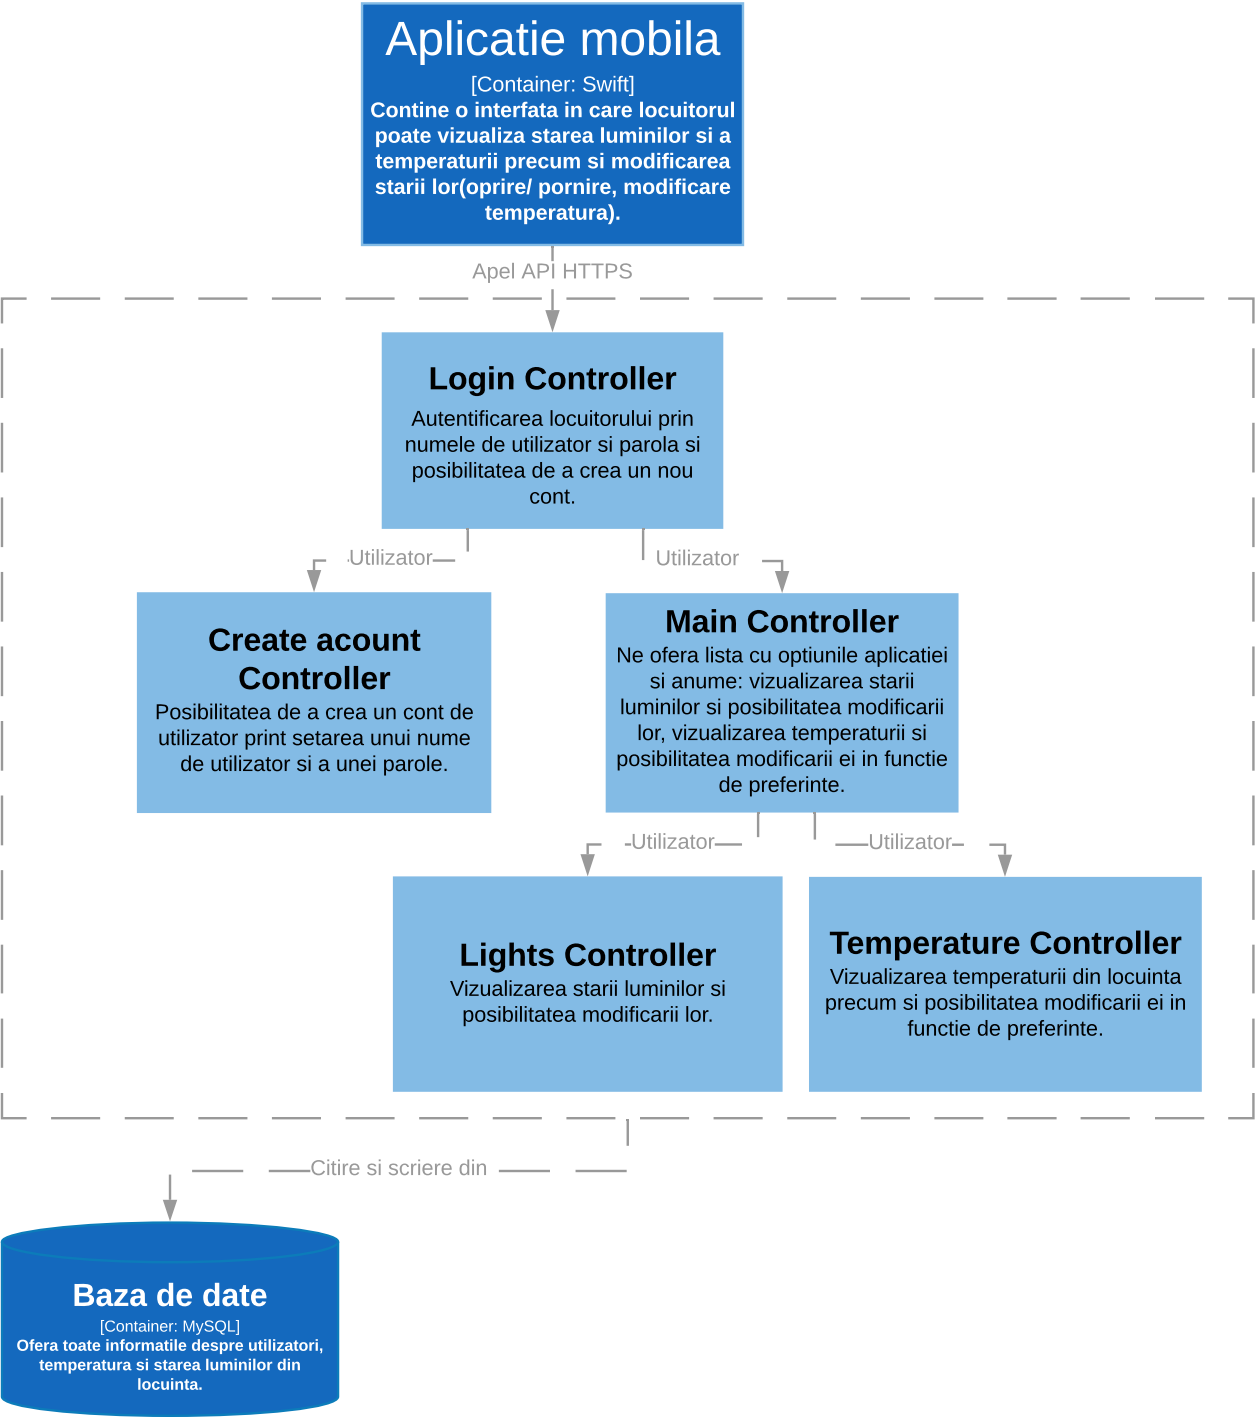 Aplicatie mobila
[Container: Swift]
Contine o interfata in care locuitorul
poate vizualiza starea luminilor si a
temperaturii precum si modificarea
starii lor(oprire/ pornire, modificare
temperatura).
Apel API HTTPS
Login Controller
Autentificarea locuitorului prin
numele de utilizator si parola si
posibilitatea de a crea un nou
cont.
Utilizator
Utilizator
Create acount
Controller
Posibilitatea de a crea un cont de
utilizator print setarea unui nume
de utilizator si a unei parole.
Main Controller
Ne ofera lista cu optiunile aplicatiei
si anume: vizualizarea starii
luminilor si posibilitatea modificarii
lor, vizualizarea temperaturii si
posibilitatea modificarii ei in functie
de preferinte.
Utilizator
Utilizator
Lights Controller
Vizualizarea starii luminilor si
posibilitatea modificarii lor.
Temperature Controller
Vizualizarea temperaturii din locuinta
precum si posibilitatea modificarii ei in
functie de preferinte.
Citire si scriere din
Baza de date
[Container: MySQL]
Ofera toate informatile despre utilizatori,
temperatura si starea luminilor din
locuinta.